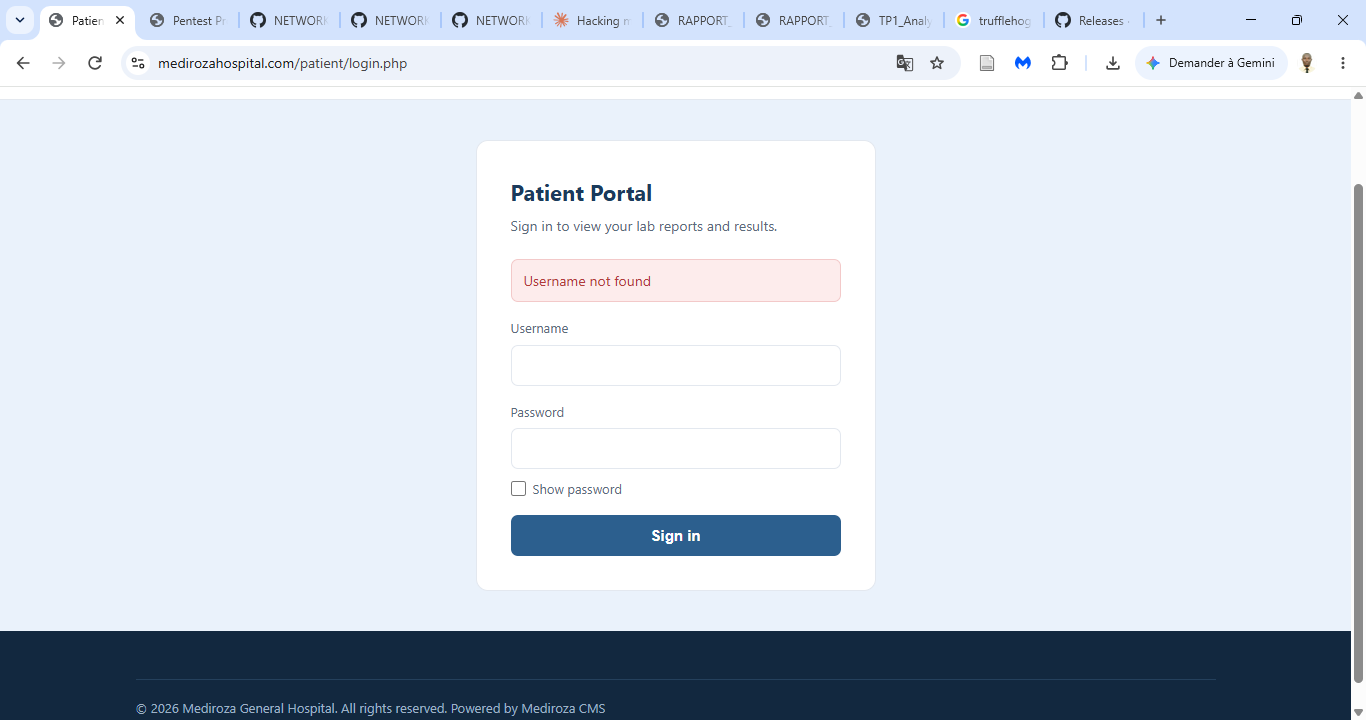 Patien
Pentest Pr
NETWORK
NETWORK
NETWORK
Hacking m
RAPPORT_
RAPPORT_
TP1_Analy
trufflehog
Releases
medirozahospital.com/patient/login.php
Demander à Gemini
Patient Portal
Sign in to view your lab reports and results.
Username not found
Username
Password
Show password
Sign in
© 2026 Mediroza General Hospital. All rights reserved. Powered by Mediroza CMS